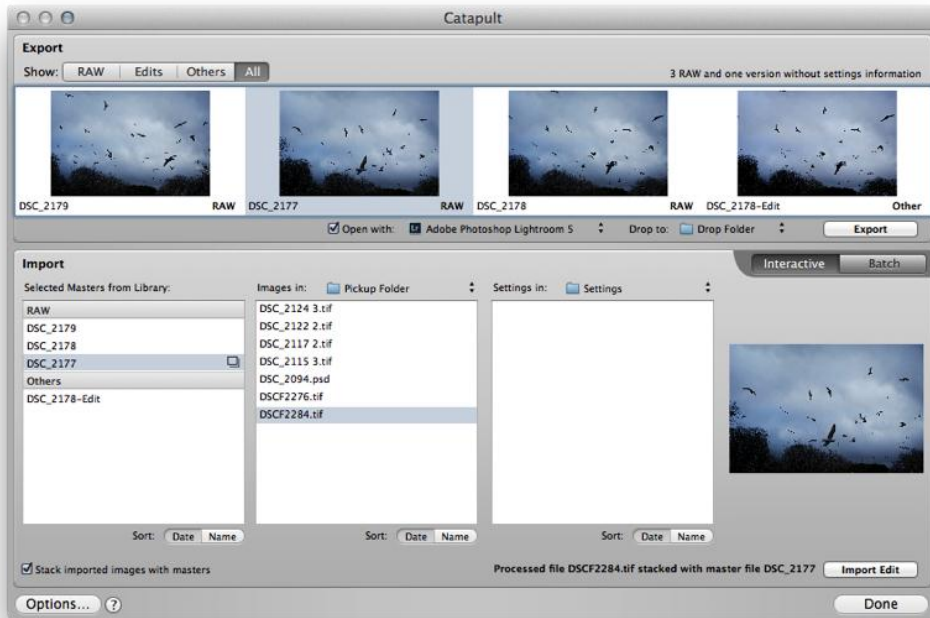 Catapult
Export
Show: RAW Edits Others All
3 RAW and one version without settings information
DSC_2179 RAW DSC_2177 RAW DSC_2178 RAW DSC_2178-Edit Other
Open with: Lr Adobe Photoshop Lightroom 5 Drop to: Drop Folder Export
Import
Interactive Batch
Selected Masters from Library:
RAW
DSC_2179
DSC_2178
DSC_2177
Others
DSC_2178-Edit
Sort: Date Name
Images in: Pickup Folder
DSC_2124 3.tif
DSC_2122 2.tif
DSC_2117 2.tif
DSC_2115 3.tif
DSC_2094.psd
DSCF2276.tif
DSCF2284.tif
Sort: Date Name
Settings in: Settings
Sort: Date Name
Stack imported images with masters
Processed file DSCF2284.tif stacked with master file DSC_2177 Import Edit
Options... ? Done